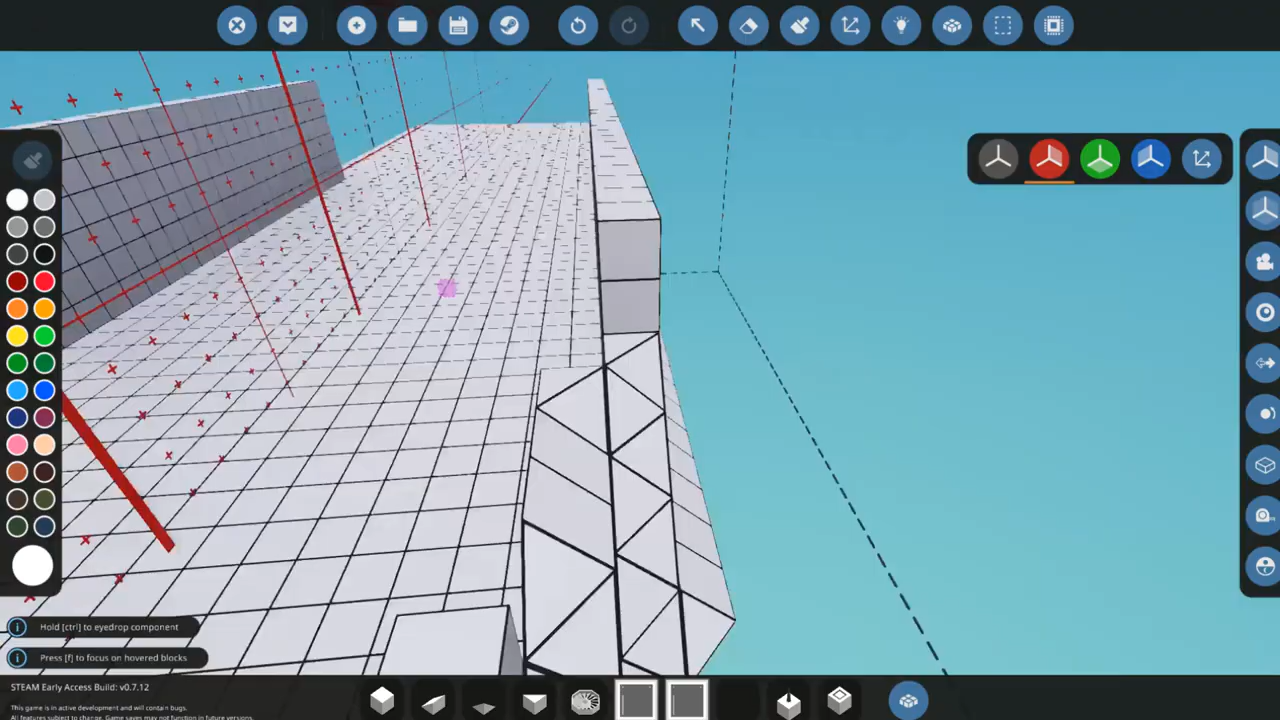 Hold [ctrl] to eyedrop component
Press [f] to focus on hovered blocks
STEAM Early Access Build: v0.7.12
This game is in active development and will contain bugs.
All features subject to change. Game saves may not function in future versions.